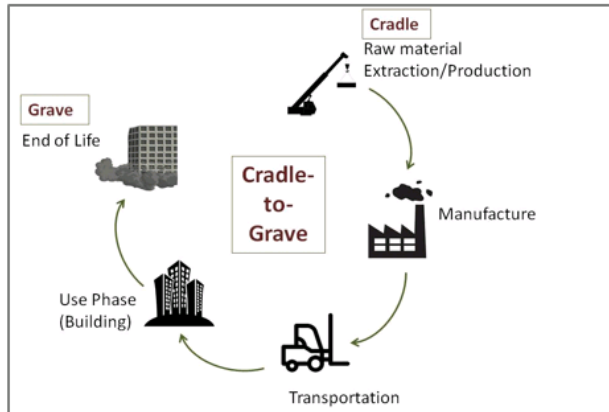 Cradle
Raw material
Extraction/Production
Grave
End of Life
Cradle-
to-
Grave
Manufacture
Use Phase
(Building)
Transportation